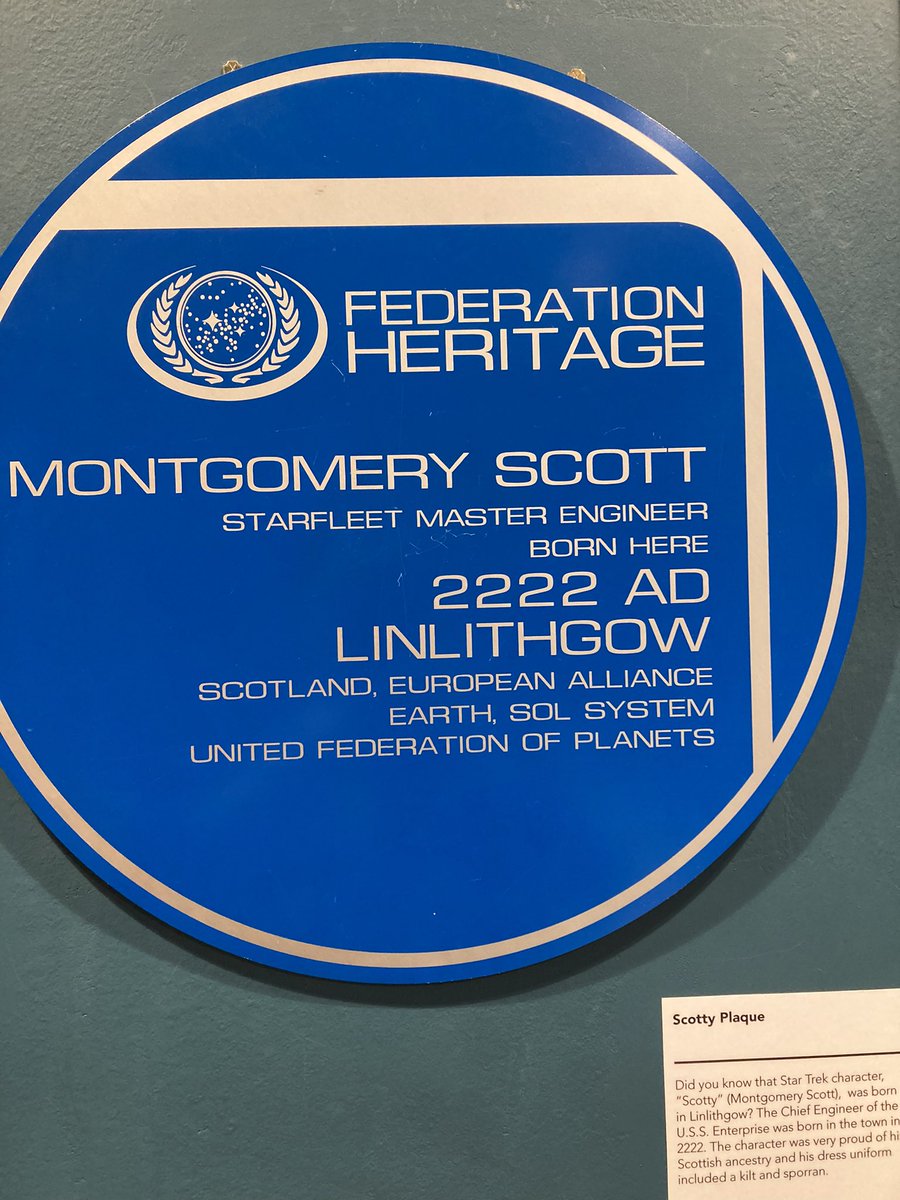 FEDERATION
HERITAGE
MONTGOMERY SCOTT
STARFLEET MASTER ENGINEER
BORN HERE
2222 AD
LINLITHGOW
SCOTLAND, EUROPEAN ALLIANCE
EARTH, SOL SYSTEM
UNITED FEDERATION OF PLANETS
Scotty Plaque
Did you know that Star Trek character,
"Scotty" (Montgomery Scott), was born
in Linlithgow? The Chief Engineer of the
U.S.S. Enterprise was born in the town in
2222. The character was very proud of hi
Scottish ancestry and his dress uniform
included a kilt and sporran.